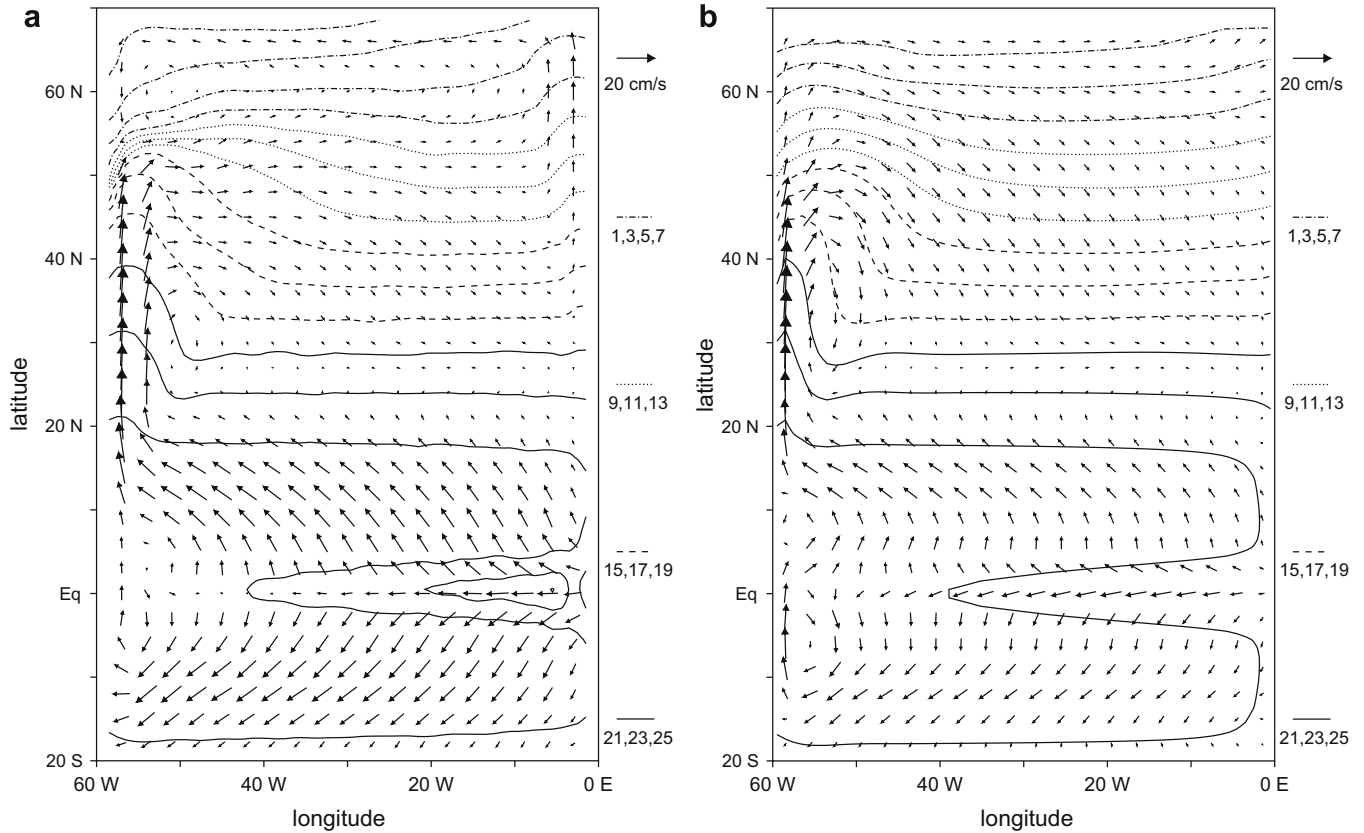 a
b
60 N
40 N
20 N
Eq
20 S
latitude
60 W
40 W
20 W
0 E
longitude
20 cm/s
1,3,5,7
9,11,13
15,17,19
21,23,25
60 N
40 N
20 N
Eq
20 S
latitude
60 W
40 W
20 W
0 E
longitude
20 cm/s
1,3,5,7
9,11,13
15,17,19
21,23,25